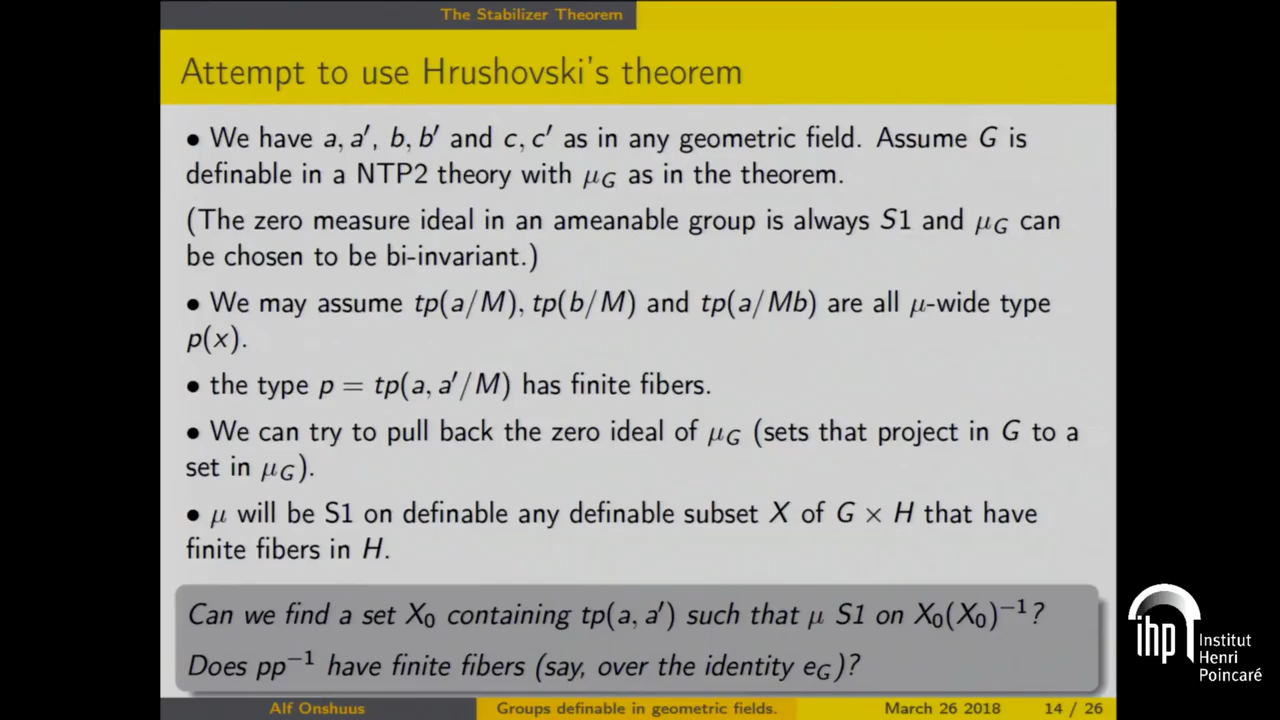 The Stabilizer Theorem
Attempt to use Hrushovski's theorem
• We have a, a′, b, b′ and c, c′ as in any geometric field. Assume G is
definable in a NTP2 theory with μ_G as in the theorem.
(The zero measure ideal in an ameanable group is always S1 and μ_G can
be chosen to be bi-invariant.)
• We may assume tp(a/M), tp(b/M) and tp(a/Mb) are all μ-wide type
p(x).
• the type p = tp(a, a′/M) has finite fibers.
• We can try to pull back the zero ideal of μ_G (sets that project in G to a
set in μ_G).
• μ will be S1 on definable any definable subset X of G × H that have
finite fibers in H.
Can we find a set X₀ containing tp(a, a′) such that μ S1 on X₀(X₀)⁻¹?
Does pp⁻¹ have finite fibers (say, over the identity e_G)?
Alf Onshuus
Groups definable in geometric fields.
March 26 2018
14 / 26
ihp
Institut
Henri
Poincaré